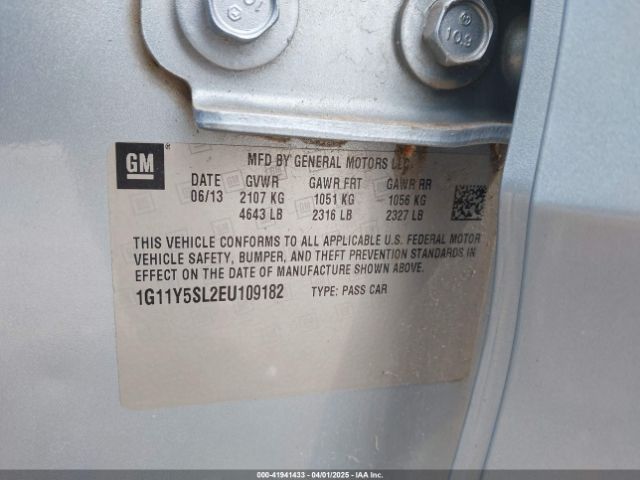 10.9
GM
MFD BY GENERAL MOTORS LLC
DATE GVWR GAWR FRT GAWR RR
06/13 2107 KG 1051 KG 1056 KG
4643 LB 2316 LB 2327 LB
THIS VEHICLE CONFORMS TO ALL APPLICABLE U.S. FEDERAL MOTOR
VEHICLE SAFETY, BUMPER, AND THEFT PREVENTION STANDARDS IN
EFFECT ON THE DATE OF MANUFACTURE SHOWN ABOVE.
1G11Y5SL2EU109182 TYPE: PASS CAR
000-41941433 - 04/01/2025 - IAA Inc.